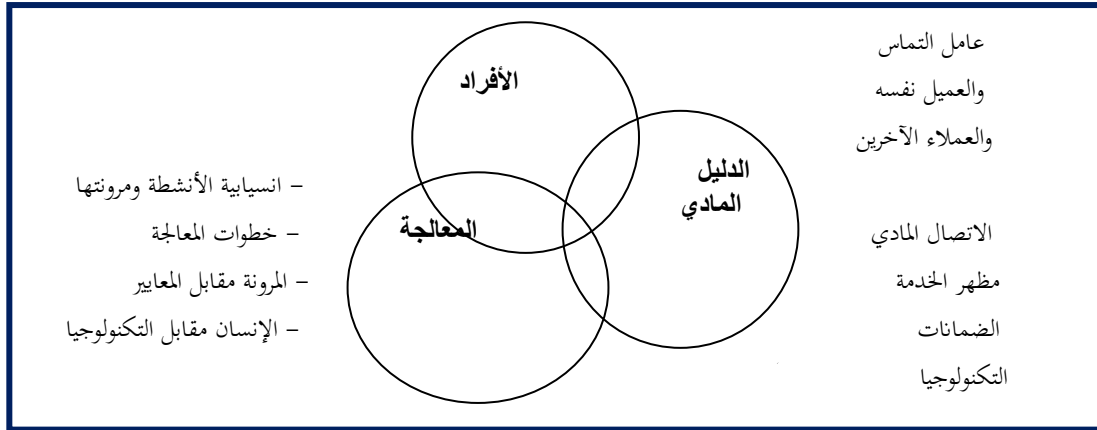 عامل التماس
والعميل نفسه
والعملاء الآخرين
الأفراد
الدليل
المادي
المعالجة
– انسيابية الأنشطة ومرونتها
– خطوات المعالجة
– المرونة مقابل المعايير
– الإنسان مقابل التكنولوجيا
الاتصال المادي
مظهر الخدمة
الضمانات
التكنولوجيا